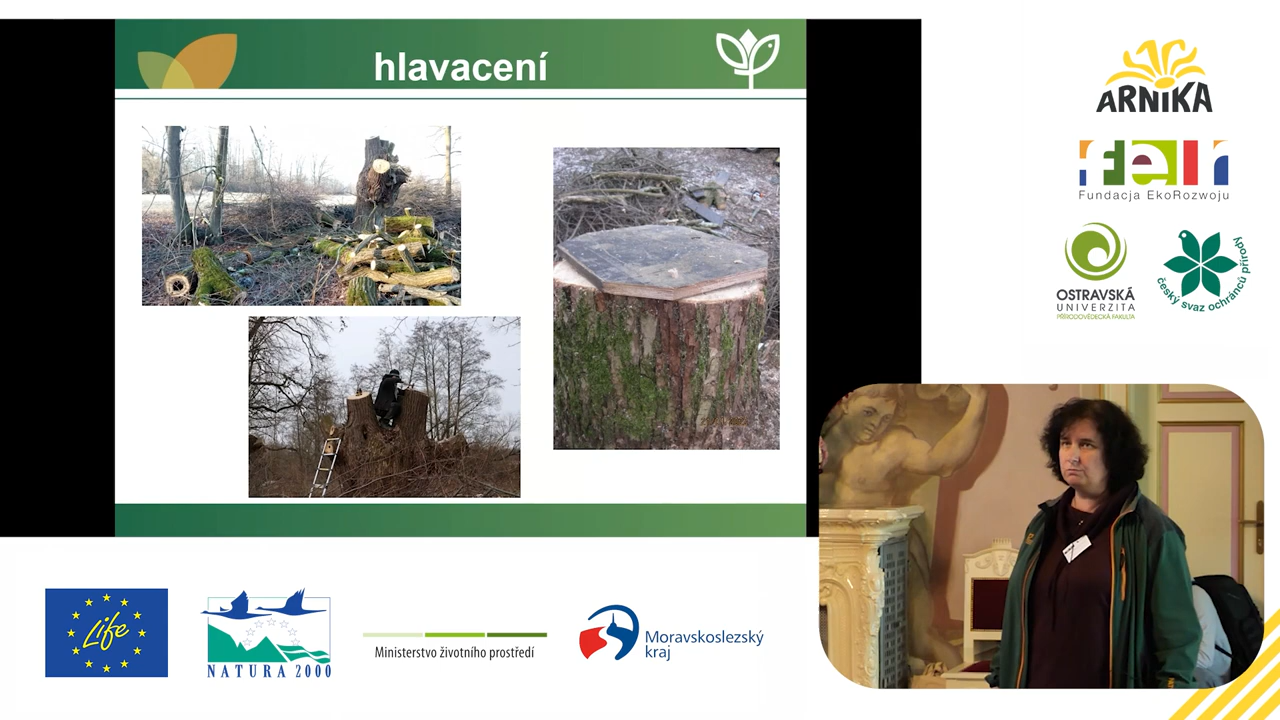 hlavacení
ARNIKA
Fundacja EkoRozwoju
OSTRAVSKÁ
UNIVERZITA
PŘÍRODOVĚDECKÁ FAKULTA
český svaz ochránců přírody
Life
NATURA 2000
Ministerstvo životního prostředí
Moravskoslezský
kraj